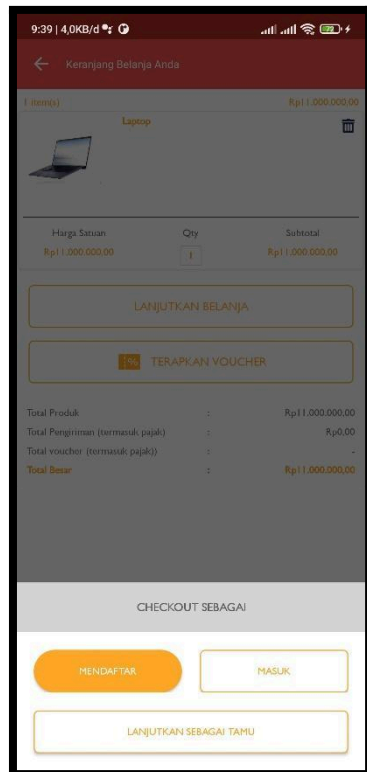 9:39 | 4,0KB/d
72
Keranjang Belanja Anda
1 item(s) Rp11.000.000,00
Laptop
Harga Satuan Qty Subtotal
Rp11.000.000,00 1 Rp11.000.000,00
LANJUTKAN BELANJA
1% TERAPKAN VOUCHER
Total Produk : Rp11.000.000,00
Total Pengiriman (termasuk pajak) : Rp0,00
Total voucher (termasuk pajak)) : -
Total Besar : Rp11.000.000,00
CHECKOUT SEBAGAI
MENDAFTAR MASUK
LANJUTKAN SEBAGAI TAMU